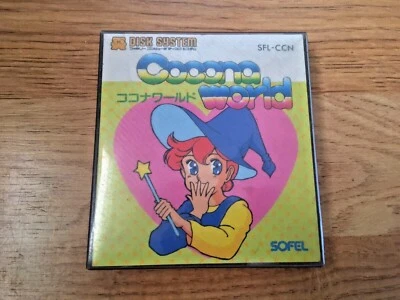 DISK SYSTEM
SFL-CCN
Cocona
world
ココナワールド
SOFEL